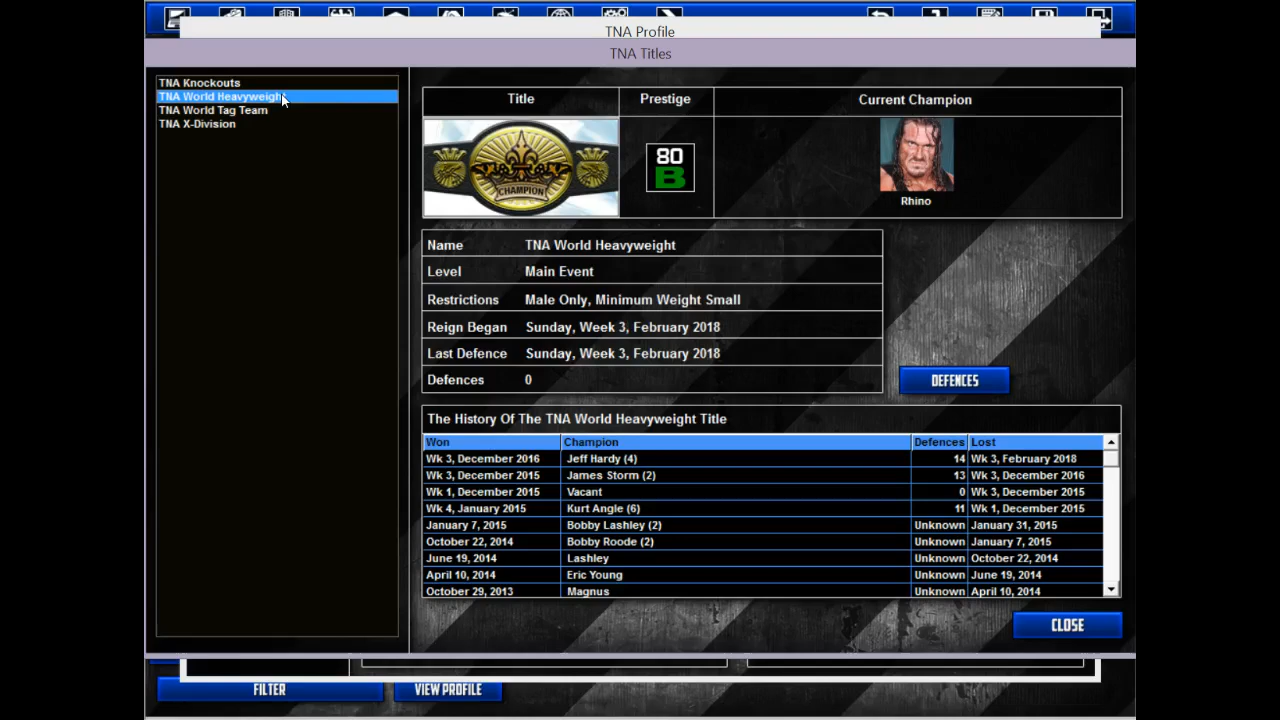 TNA Profile
TNA Titles
TNA Knockouts
TNA World Heavyweight
TNA World Tag Team
TNA X-Division
Title Prestige Current Champion
CHAMPION
80
B
Rhino
Name TNA World Heavyweight
Level Main Event
Restrictions Male Only, Minimum Weight Small
Reign Began Sunday, Week 3, February 2018
Last Defence Sunday, Week 3, February 2018
Defences 0
DEFENCES
The History Of The TNA World Heavyweight Title
Won Champion Defences Lost
Wk 3, December 2016 Jeff Hardy (4) 14 Wk 3, February 2018
Wk 3, December 2015 James Storm (2) 13 Wk 3, December 2016
Wk 1, December 2015 Vacant 0 Wk 3, December 2015
Wk 4, January 2015 Kurt Angle (6) 11 Wk 1, December 2015
January 7, 2015 Bobby Lashley (2) Unknown January 31, 2015
October 22, 2014 Bobby Roode (2) Unknown January 7, 2015
June 19, 2014 Lashley Unknown October 22, 2014
April 10, 2014 Eric Young Unknown June 19, 2014
October 29, 2013 Magnus Unknown April 10, 2014
CLOSE
FILTER VIEW PROFILE